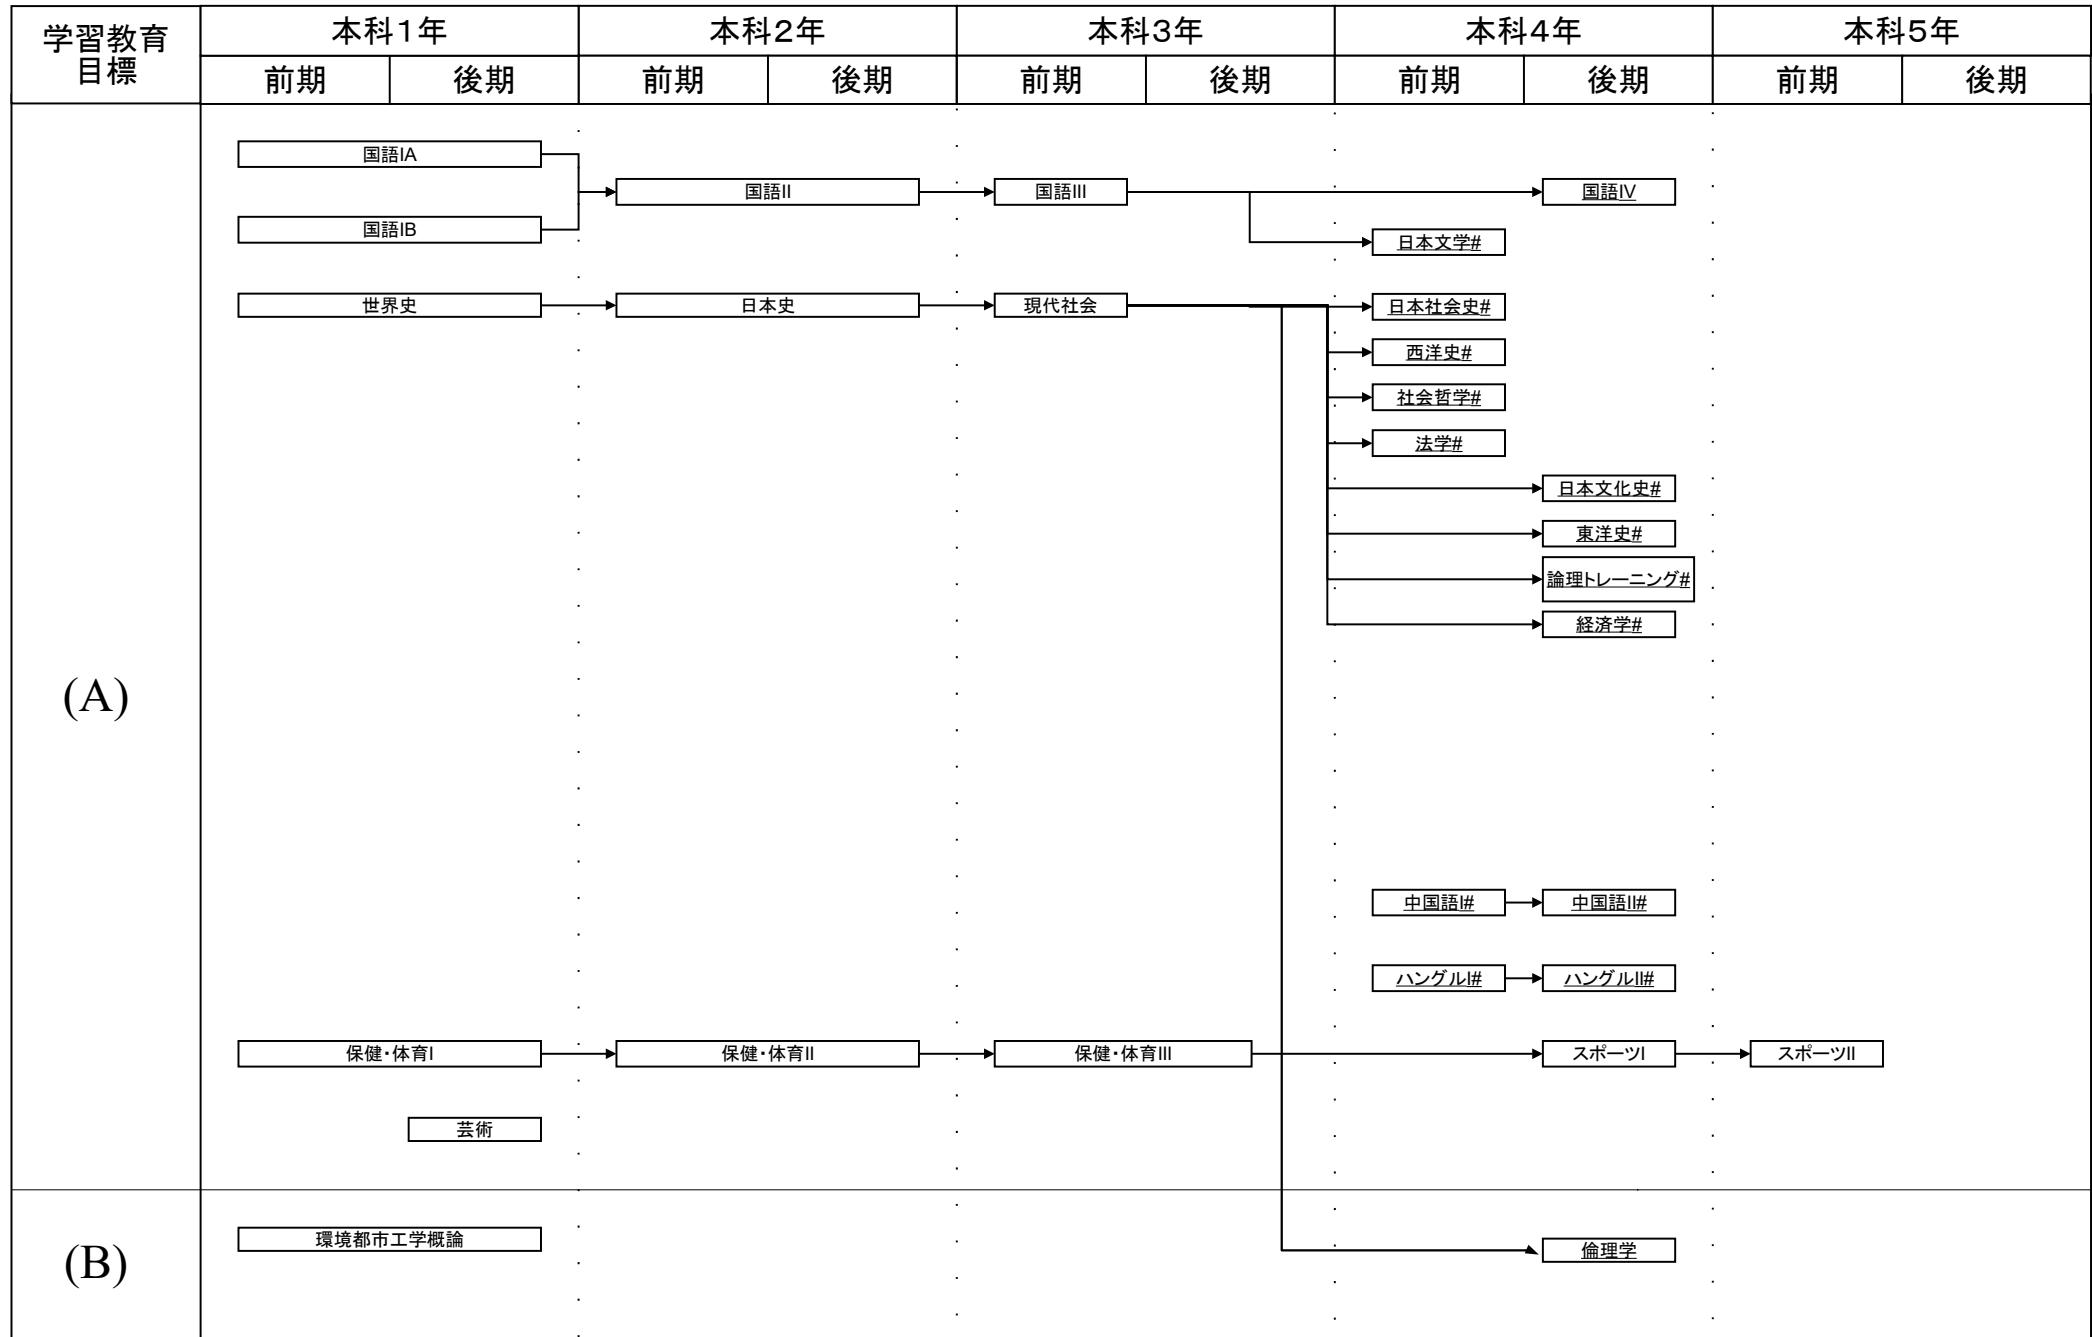 学習教育
目標
本科1年
本科2年
本科3年
本科4年
本科5年
前期
後期
前期
後期
前期
後期
前期
後期
前期
後期
(A)
国語IA
国語IB
国語II
国語III
国語IV
日本文学#
世界史
日本史
現代社会
日本社会史#
西洋史#
社会哲学#
法学#
日本文化史#
東洋史#
論理トレーニング#
経済学#
中国語I#
中国語II#
ハングルI#
ハングルII#
保健・体育I
保健・体育II
保健・体育III
スポーツI
スポーツII
芸術
(B)
環境都市工学概論
倫理学